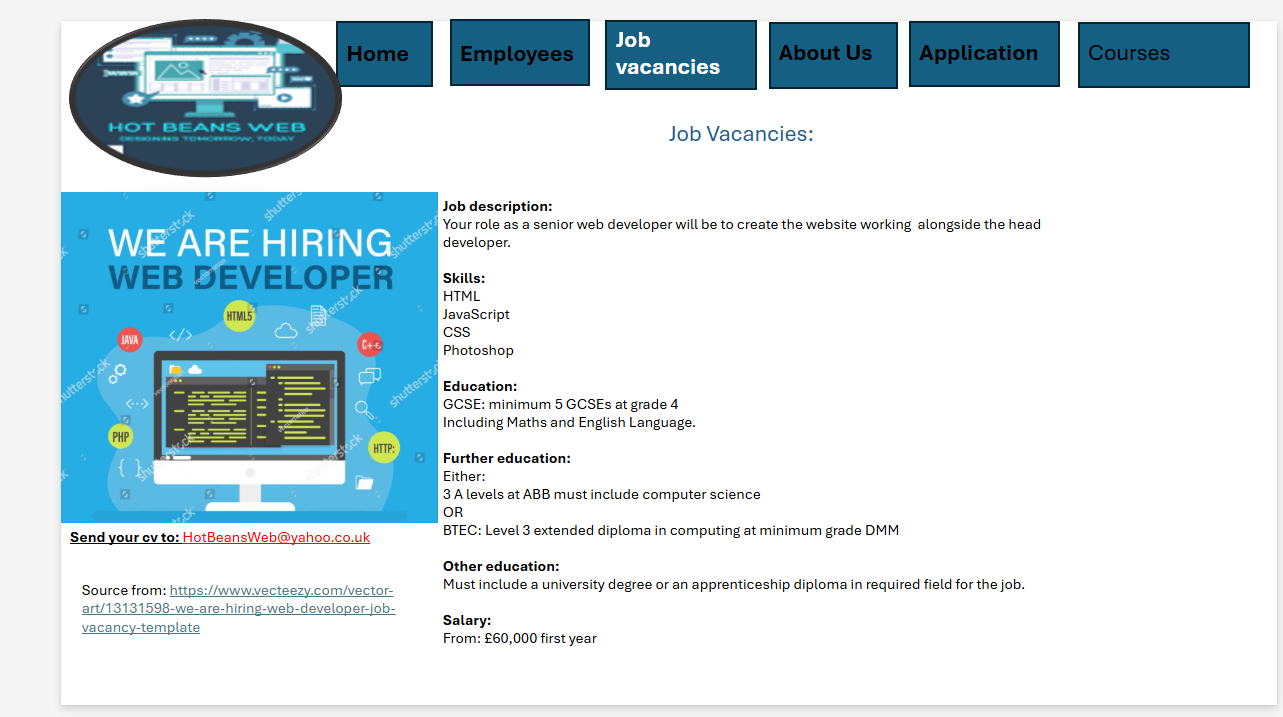 Home
Employees
Job
vacancies
About Us
Application
Courses
HOT BEANS WEB
DESIGNING TOMORROW, TODAY
Job Vacancies:
WE ARE HIRING
WEB DEVELOPER
HTML5
JAVA
C++
PHP
HTTP:
shutterstock
shutterstock
shutterstock
shutterstock
shutterstock
shutterstock
Send your cv to: HotBeansWeb@yahoo.co.uk
Source from: https://www.vecteezy.com/vector-
art/13131598-we-are-hiring-web-developer-job-
vacancy-template
Job description:
Your role as a senior web developer will be to create the website working  alongside the head
developer.
Skills:
HTML
JavaScript
CSS
Photoshop
Education:
GCSE: minimum 5 GCSEs at grade 4
Including Maths and English Language.
Further education:
Either:
3 A levels at ABB must include computer science
OR
BTEC: Level 3 extended diploma in computing at minimum grade DMM
Other education:
Must include a university degree or an apprenticeship diploma in required field for the job.
Salary:
From: £60,000 first year